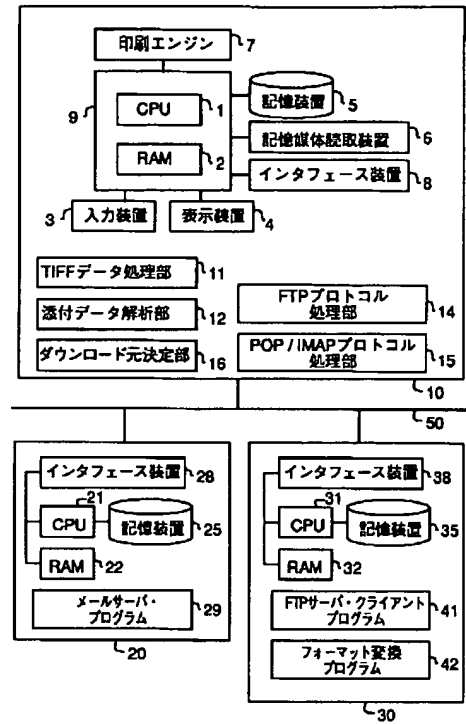 印刷エンジン 7
9 CPU 1 記憶装置 5
記憶媒体読取装置 6
RAM 2
インタフェース装置 8
3 入力装置 表示装置 4
TIFFデータ処理部 11
添付データ解析部 12
ダウンロード元決定部 16
FTPプロトコル
処理部 14
POP/IMAPプロトコル
処理部 15
10
50
インタフェース装置 28
21
CPU 記憶装置 25
RAM 22
メールサーバ・
プログラム 29
20
インタフェース装置 38
31
CPU 記憶装置 35
RAM 32
FTPサーバ・クライアント
プログラム 41
フォーマット変換
プログラム 42
30